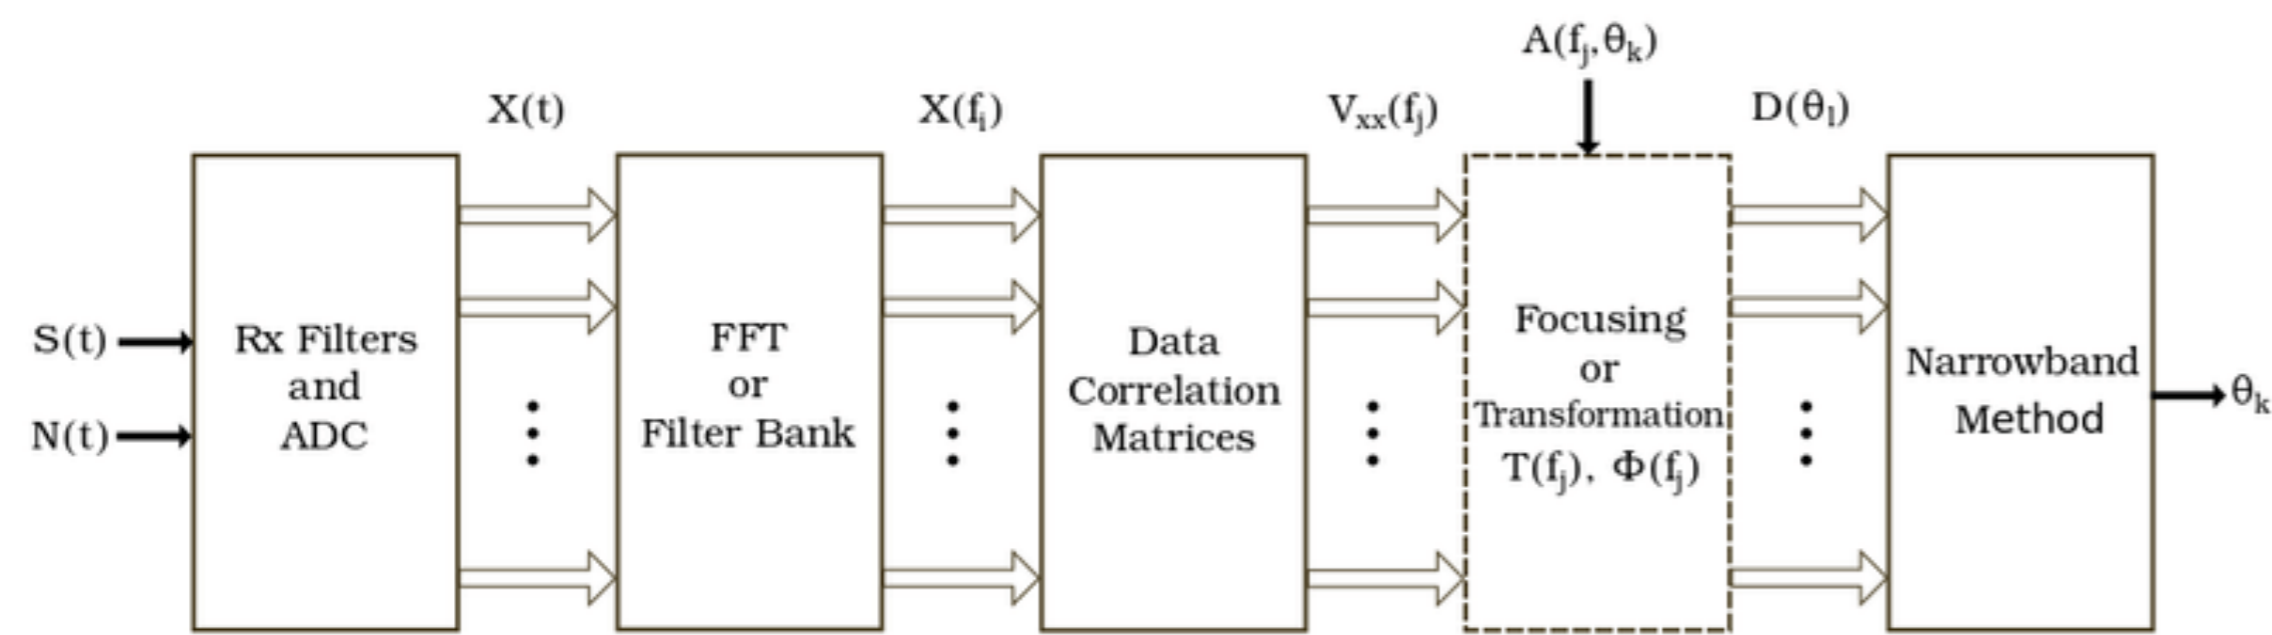 A(fj,θk)
X(t)
X(fi)
Vxx(fj)
D(θl)
S(t)
N(t)
Rx Filters
and
ADC
FFT
or
Filter Bank
Data
Correlation
Matrices
Focusing
or
Transformation
T(fj), Φ(fj)
Narrowband
Method
θk